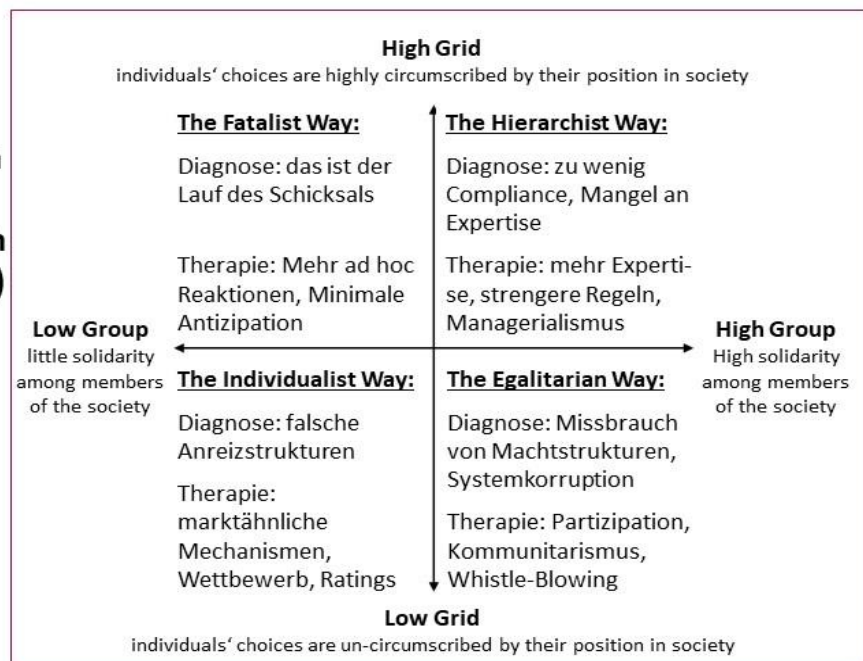 High Grid
individuals‘ choices are highly circumscribed by their position in society
The Fatalist Way:
Diagnose: das ist der
Lauf des Schicksals
Therapie: Mehr ad hoc
Reaktionen, Minimale
Antizipation
The Hierarchist Way:
Diagnose: zu wenig
Compliance, Mangel an
Expertise
Therapie: mehr Experti-
se, strengere Regeln,
Managerialismus
Low Group
little solidarity
among members
of the society
High Group
High solidarity
among members
of the society
The Individualist Way:
Diagnose: falsche
Anreizstrukturen
Therapie:
marktähnliche
Mechanismen,
Wettbewerb, Ratings
The Egalitarian Way:
Diagnose: Missbrauch
von Machtstrukturen,
Systemkorruption
Therapie: Partizipation,
Kommunitarismus,
Whistle-Blowing
Low Grid
individuals‘ choices are un-circumscribed by their position in society